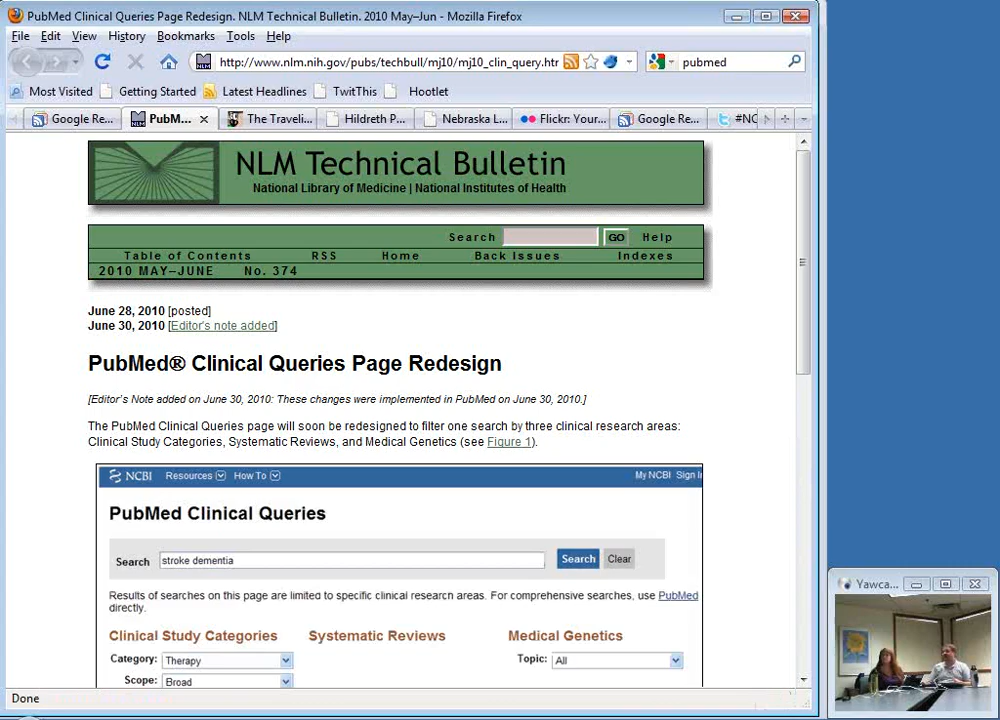 PubMed Clinical Queries Page Redesign. NLM Technical Bulletin. 2010 May–Jun - Mozilla Firefox
File Edit View History Bookmarks Tools Help
http://www.nlm.nih.gov/pubs/techbull/mj10/mj10_clin_query.htr pubmed
Most Visited Getting Started Latest Headlines TwitThis Hootlet
Google Re... PubM... The Traveli... Hildreth P... Nebraska L... Flickr: Your... Google Re... #NC
NLM Technical Bulletin
National Library of Medicine | National Institutes of Health
Search GO Help
Table of Contents RSS Home Back Issues Indexes
2010 MAY–JUNE No. 374
June 28, 2010 [posted]
June 30, 2010 [Editor's note added]
PubMed® Clinical Queries Page Redesign
[Editor's Note added on June 30, 2010: These changes were implemented in PubMed on June 30, 2010.]
The PubMed Clinical Queries page will soon be redesigned to filter one search by three clinical research areas:
Clinical Study Categories, Systematic Reviews, and Medical Genetics (see Figure 1).
NCBI Resources How To My NCBI Sign In
PubMed Clinical Queries
Search stroke dementia Search Clear
Results of searches on this page are limited to specific clinical research areas. For comprehensive searches, use PubMed
directly.
Clinical Study Categories Systematic Reviews Medical Genetics
Category: Therapy Topic: All
Scope: Broad
Done
Yawca...